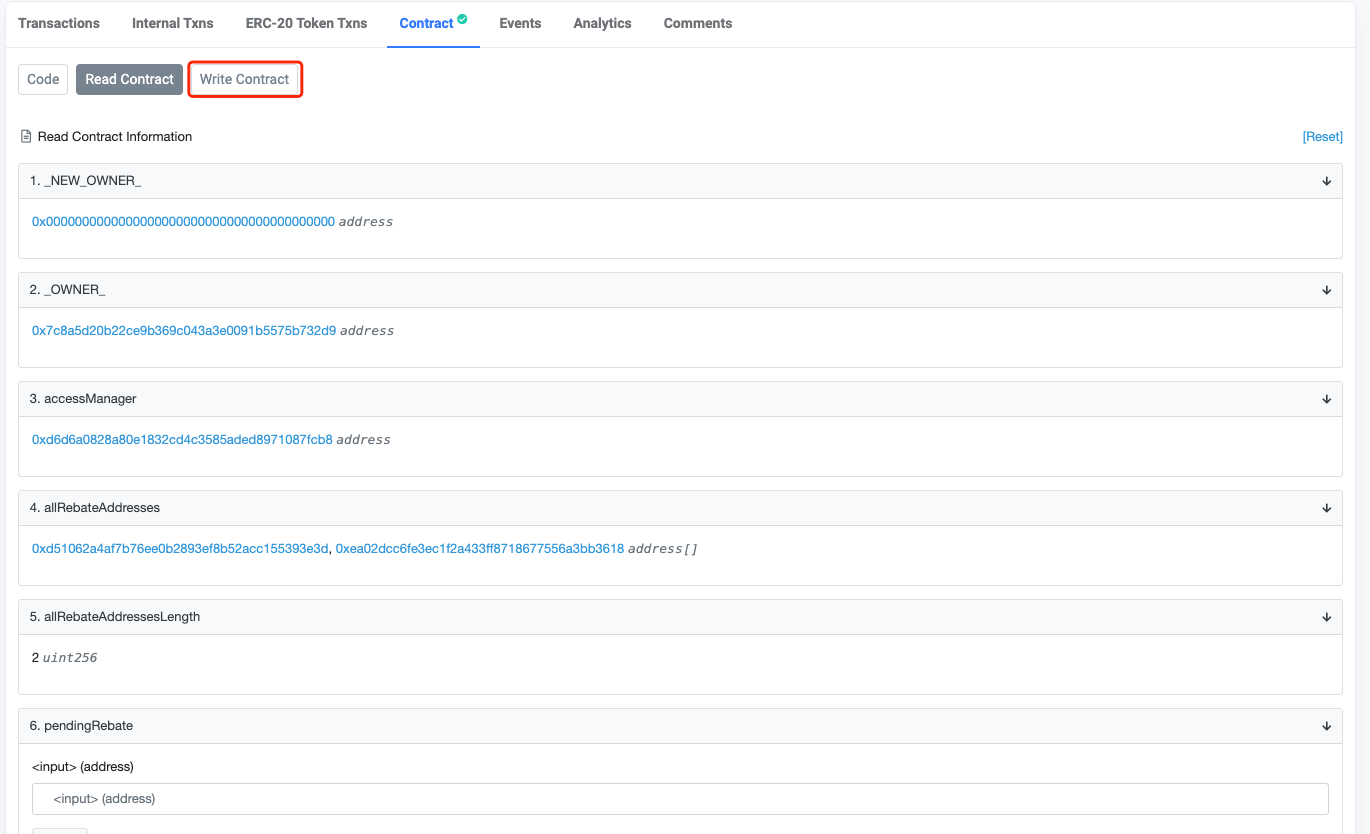 Transactions Internal Txns ERC-20 Token Txns Contract Events Analytics Comments
Code Read Contract Write Contract
Read Contract Information [Reset]
1. _NEW_OWNER_
0x0000000000000000000000000000000000000000 address
2. _OWNER_
0x7c8a5d20b22ce9b369c043a3e0091b5575b732d9 address
3. accessManager
0xd6d6a0828a80e1832cd4c3585aded8971087fcb8 address
4. allRebateAddresses
0xd51062a4af7b76ee0b2893ef8b52acc155393e3d, 0xea02dcc6fe3ec1f2a433ff8718677556a3bb3618 address[]
5. allRebateAddressesLength
2 uint256
6. pendingRebate
<input> (address)
<input> (address)